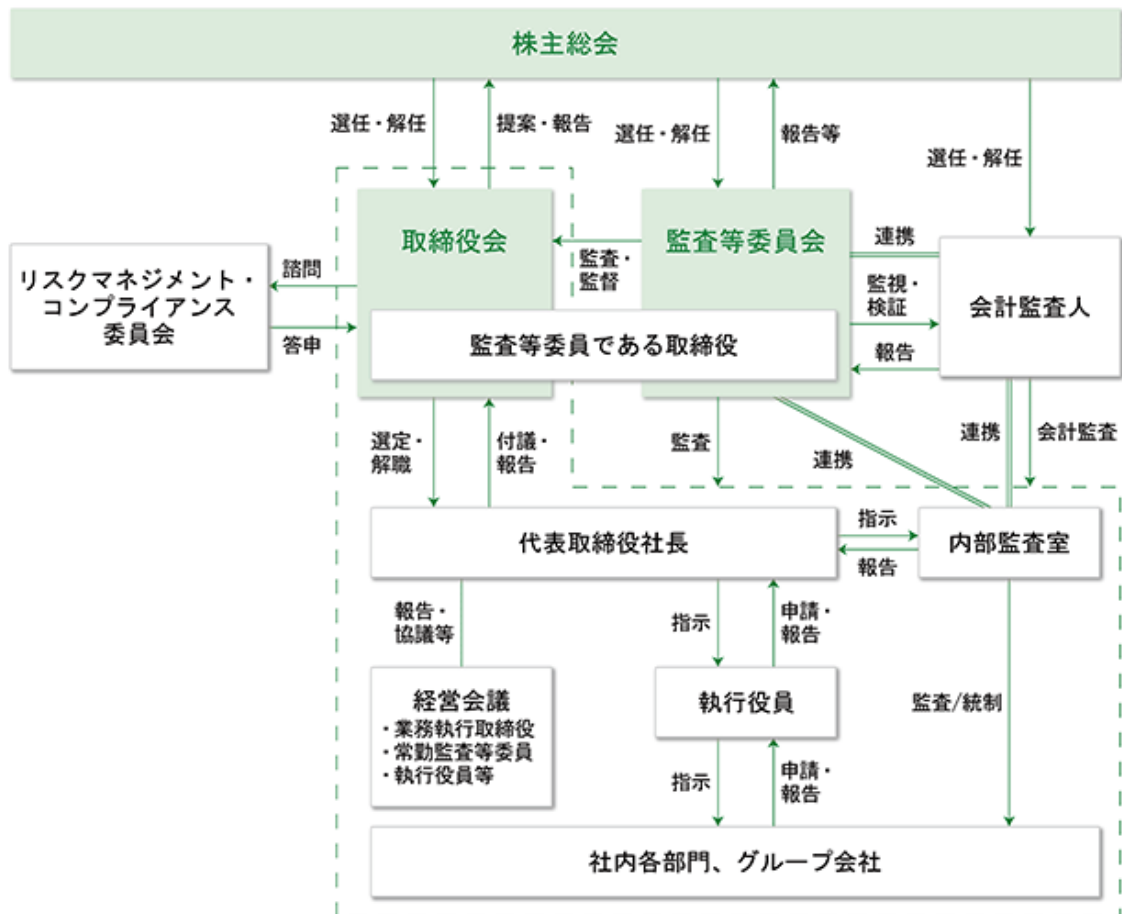 株主総会
選任・解任
提案・報告
選任・解任
報告等
選任・解任
取締役会
監査等委員会
連携
監査・
監督
リスクマネジメント・
コンプライアンス
委員会
諮問
答申
監視・
検証
会計監査人
監査等委員である取締役
報告
選定・
解職
付議・
報告
監査
連携
連携
会計監査
代表取締役社長
指示
報告
内部監査室
報告・
協議等
指示
申請・
報告
経営会議
・業務執行取締役
・常勤監査等委員
・執行役員等
執行役員
監査/統制
指示
申請・
報告
社内各部門、グループ会社